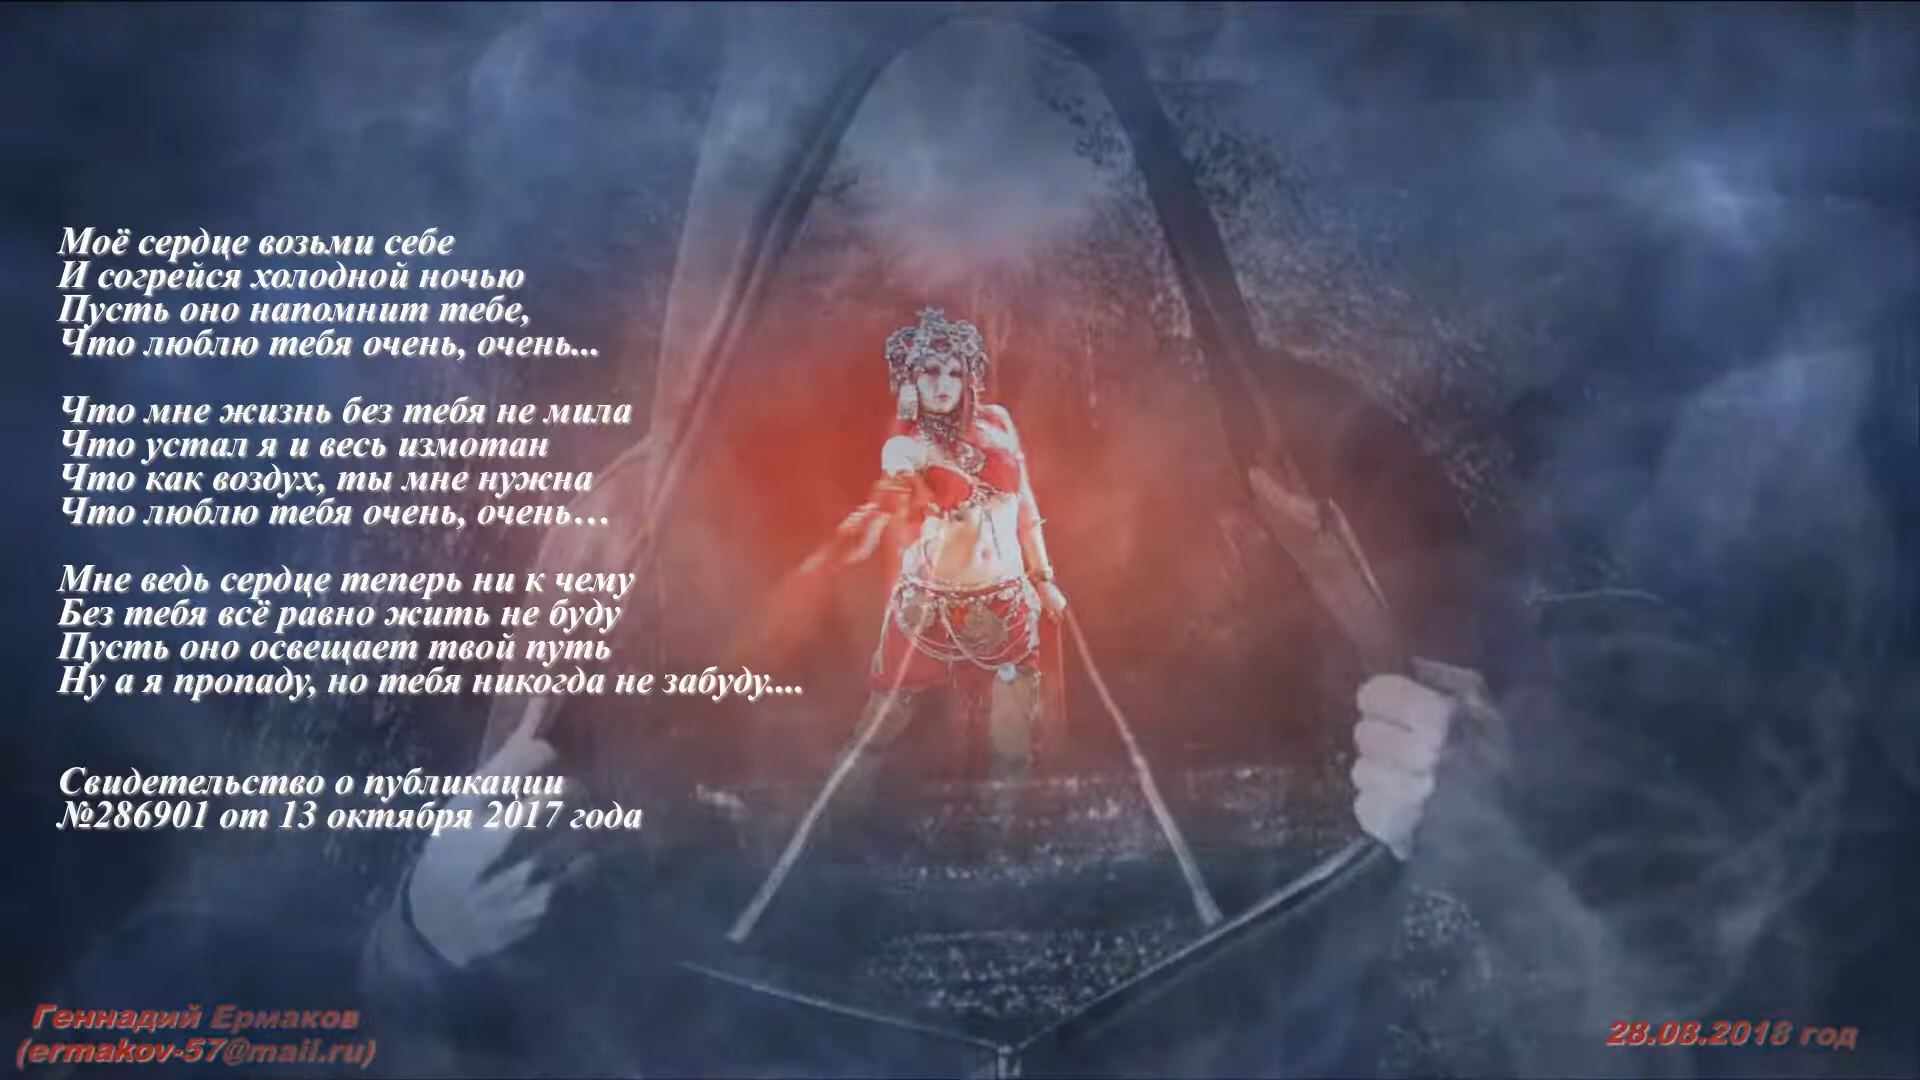 Моё сердце возьми себе
И согрейся холодной ночью
Пусть оно напомнит тебе,
Что люблю тебя очень, очень...
Что мне жизнь без тебя не мила
Что устал я и весь измотан
Что как воздух, ты мне нужна
Что люблю тебя очень, очень…
Мне ведь сердце теперь ни к чему
Без тебя всё равно жить не буду
Пусть оно освещает твой путь
Ну а я пропаду, но тебя никогда не забуду....
Свидетельство о публикации
№286901 от 13 октября 2017 года
Геннадий Ермаков
(ermakov-57@mail.ru)
28.08.2018 год